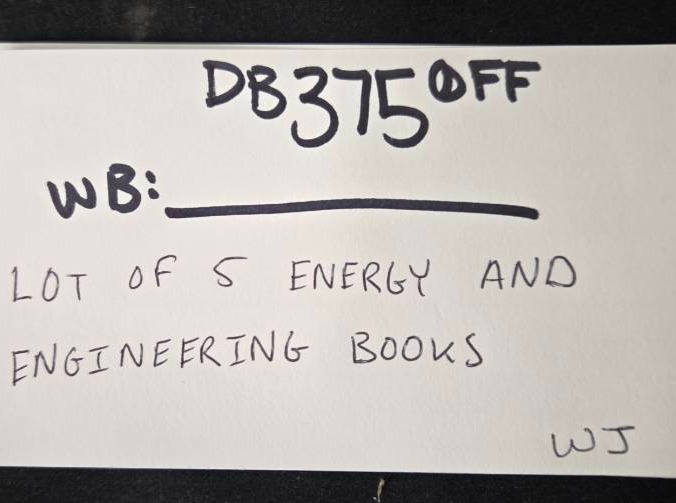 DB375OFF
WB:
LOT OF 5 ENERGY AND
ENGINEERING BOOKS
WJ